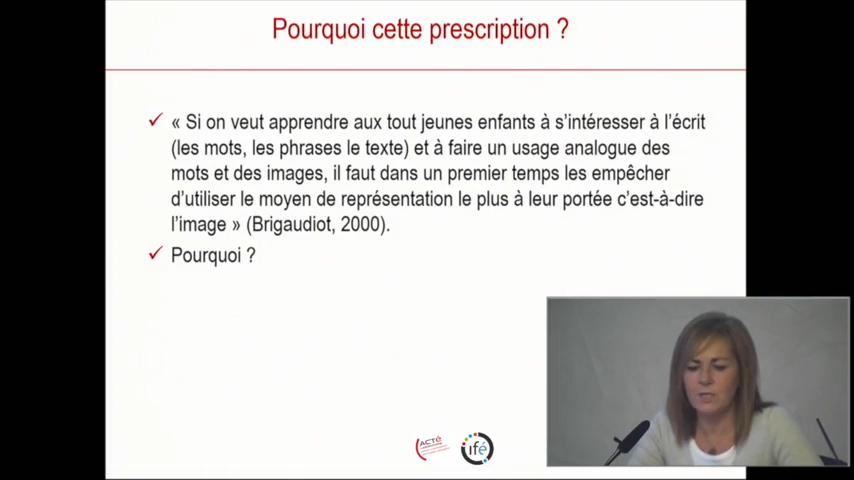 Pourquoi cette prescription ?
« Si on veut apprendre aux tout jeunes enfants à s’intéresser à l’écrit
(les mots, les phrases le texte) et à faire un usage analogue des
mots et des images, il faut dans un premier temps les empêcher
d’utiliser le moyen de représentation le plus à leur portée c’est-à-dire
l’image » (Brigaudiot, 2000).
Pourquoi ?
ACTÉ
ifé